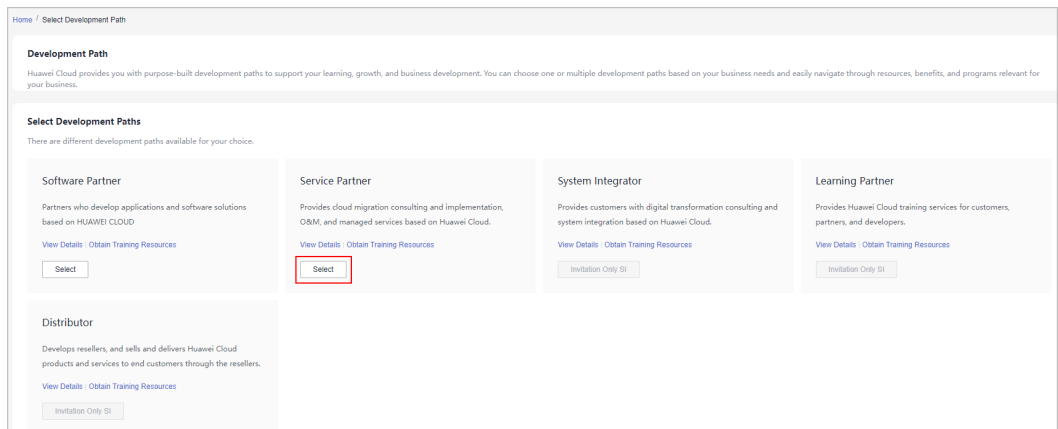 Home / Select Development Path
Development Path
Huawei Cloud provides you with purpose-built development paths to support your learning, growth, and business development. You can choose one or multiple development paths based on your business needs and easily navigate through resources, benefits, and programs relevant for
your business.
Select Development Paths
There are different development paths available for your choice.
Software Partner
Partners who develop applications and software solutions
based on HUAWEI CLOUD
View Details | Obtain Training Resources
Select
Service Partner
Provides cloud migration consulting and implementation,
O&M, and managed services based on Huawei Cloud.
View Details | Obtain Training Resources
Select
System Integrator
Provides customers with digital transformation consulting and
system integration based on Huawei Cloud.
View Details | Obtain Training Resources
Invitation Only SI
Learning Partner
Provides Huawei Cloud training services for customers,
partners, and developers.
View Details | Obtain Training Resources
Invitation Only SI
Distributor
Develops resellers, and sells and delivers Huawei Cloud
products and services to end customers through the resellers.
View Details | Obtain Training Resources
Invitation Only SI